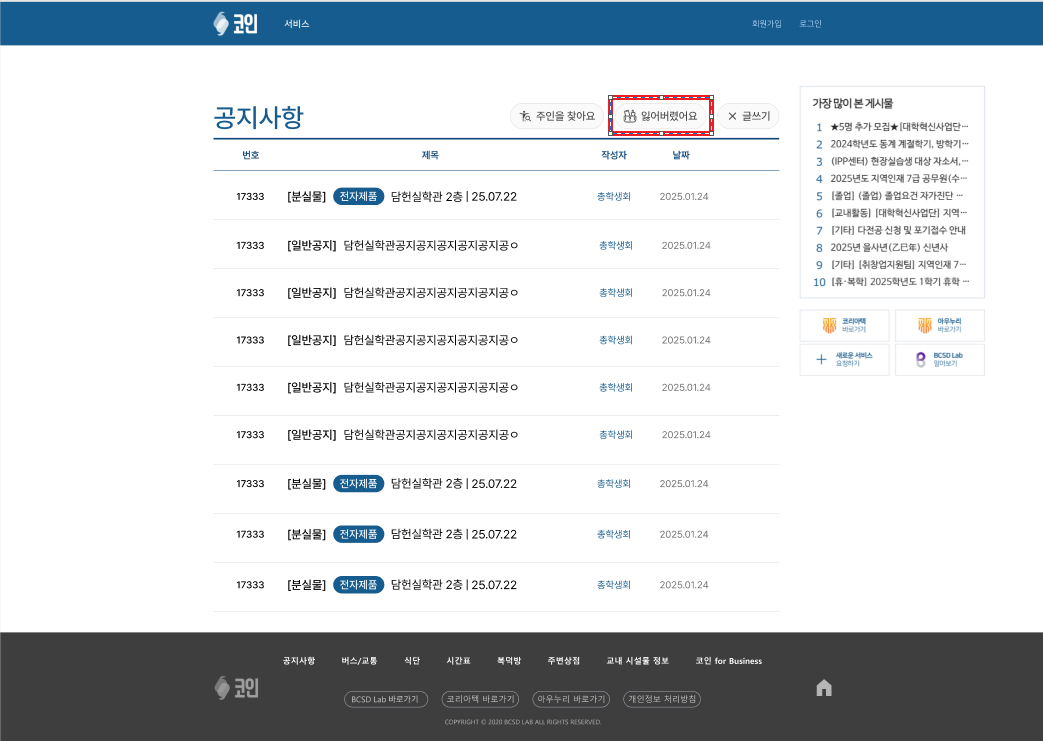 코인 서비스 회원가입 로그인
공지사항 주인을 찾아요 잃어버렸어요 글쓰기
번호 제목 작성자 날짜
17333 [분실물] 전자제품 담헌실학관 2층 | 25.07.22 총학생회 2025.01.24
17333 [일반공지] 담헌실학관공지공지공지공지공지공ㅇ 총학생회 2025.01.24
17333 [일반공지] 담헌실학관공지공지공지공지공지공ㅇ 총학생회 2025.01.24
17333 [일반공지] 담헌실학관공지공지공지공지공지공ㅇ 총학생회 2025.01.24
17333 [일반공지] 담헌실학관공지공지공지공지공지공ㅇ 총학생회 2025.01.24
17333 [일반공지] 담헌실학관공지공지공지공지공지공ㅇ 총학생회 2025.01.24
17333 [분실물] 전자제품 담헌실학관 2층 | 25.07.22 총학생회 2025.01.24
17333 [분실물] 전자제품 담헌실학관 2층 | 25.07.22 총학생회 2025.01.24
17333 [분실물] 전자제품 담헌실학관 2층 | 25.07.22 총학생회 2025.01.24
가장 많이 본 게시물
1 ★5명 추가 모집★[대학혁신사업단…
2 2024학년도 동계 계절학기, 방학기…
3 (IPP센터) 현장실습생 대상 자소서,…
4 2025년도 지역인재 7급 공무원(수…
5 [졸업] (졸업) 졸업요건 자가진단 …
6 [교내활동] [대학혁신사업단] 지역…
7 [기타] 다전공 신청 및 포기접수 안내
8 2025년 을사년(乙巳年) 신년사
9 [기타] [취창업지원팀] 지역인재 7…
10 [휴·복학] 2025학년도 1학기 휴학 …
코리아텍
바로가기
아우누리
바로가기
새로운 서비스
요청하기
BCSD Lab
알아보기
공지사항 버스/교통 식단 시간표 복덕방 주변상점 교내 시설물 정보 코인 for Business
코인
BCSD Lab 바로가기 코리아텍 바로가기 아우누리 바로가기 개인정보 처리방침
COPYRIGHT © 2020 BCSD LAB ALL RIGHTS RESERVED.